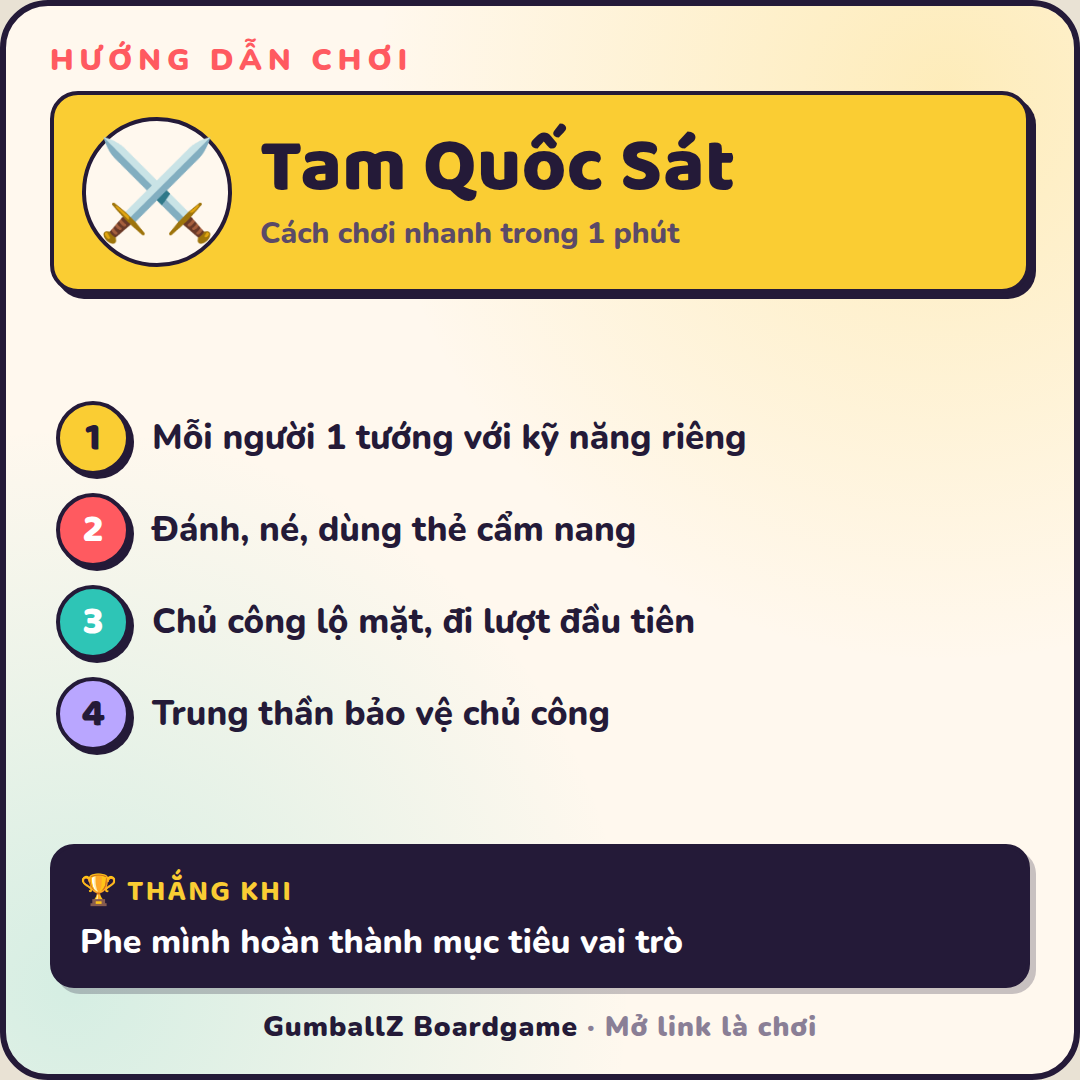 HƯỚNG DẪN CHƠI
Tam Quốc Sát
Cách chơi nhanh trong 1 phút
1 Mỗi người 1 tướng với kỹ năng riêng
2 Đánh, né, dùng thẻ cẩm nang
3 Chủ công lộ mặt, đi lượt đầu tiên
4 Trung thần bảo vệ chủ công
🏆 THẮNG KHI
Phe mình hoàn thành mục tiêu vai trò
GumballZ Boardgame · Mở link là chơi